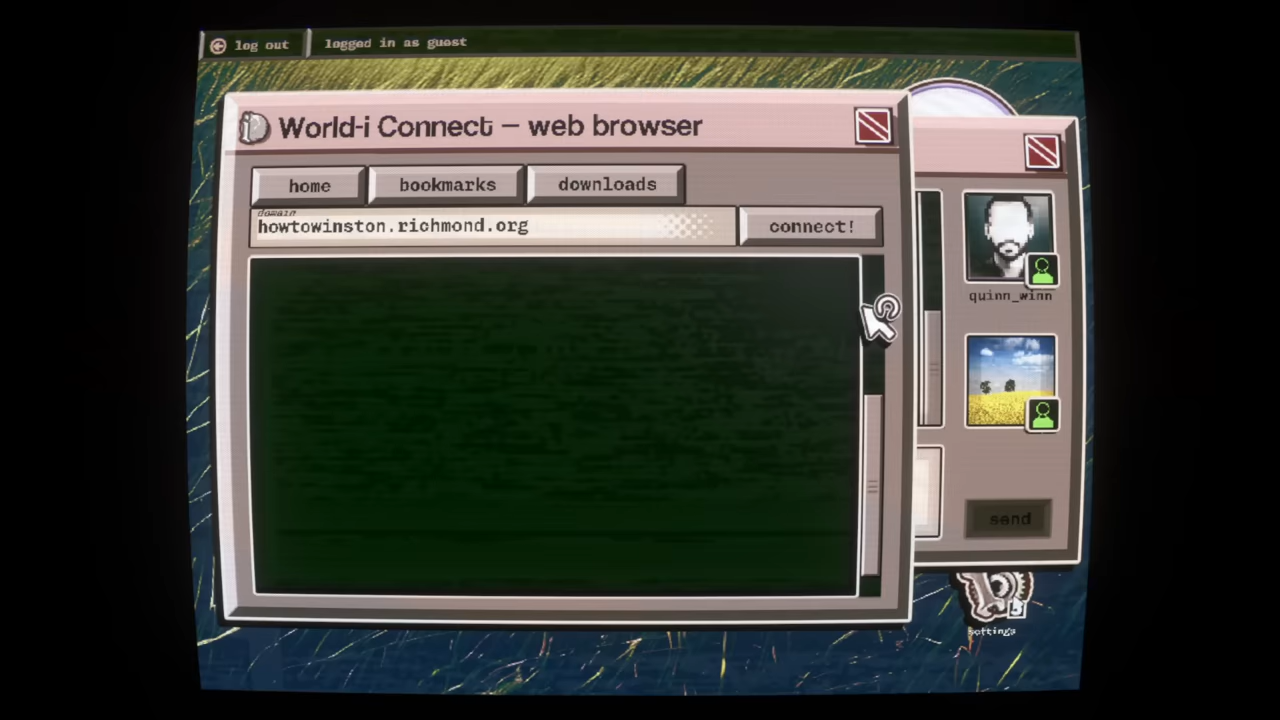 log out
logged in as guest
World-i Connect — web browser
home
bookmarks
downloads
domain
howtowinston.richmond.org
connect!
quinn_winn
send
settings